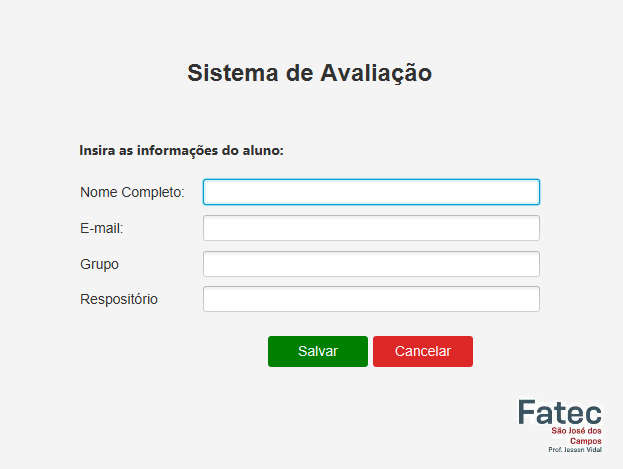 Sistema de Avaliação
Insira as informações do aluno:
Nome Completo:
E-mail:
Grupo
Respositório
Salvar Cancelar
Fatec
São José dos
Campos
Prof. Jessen Vidal